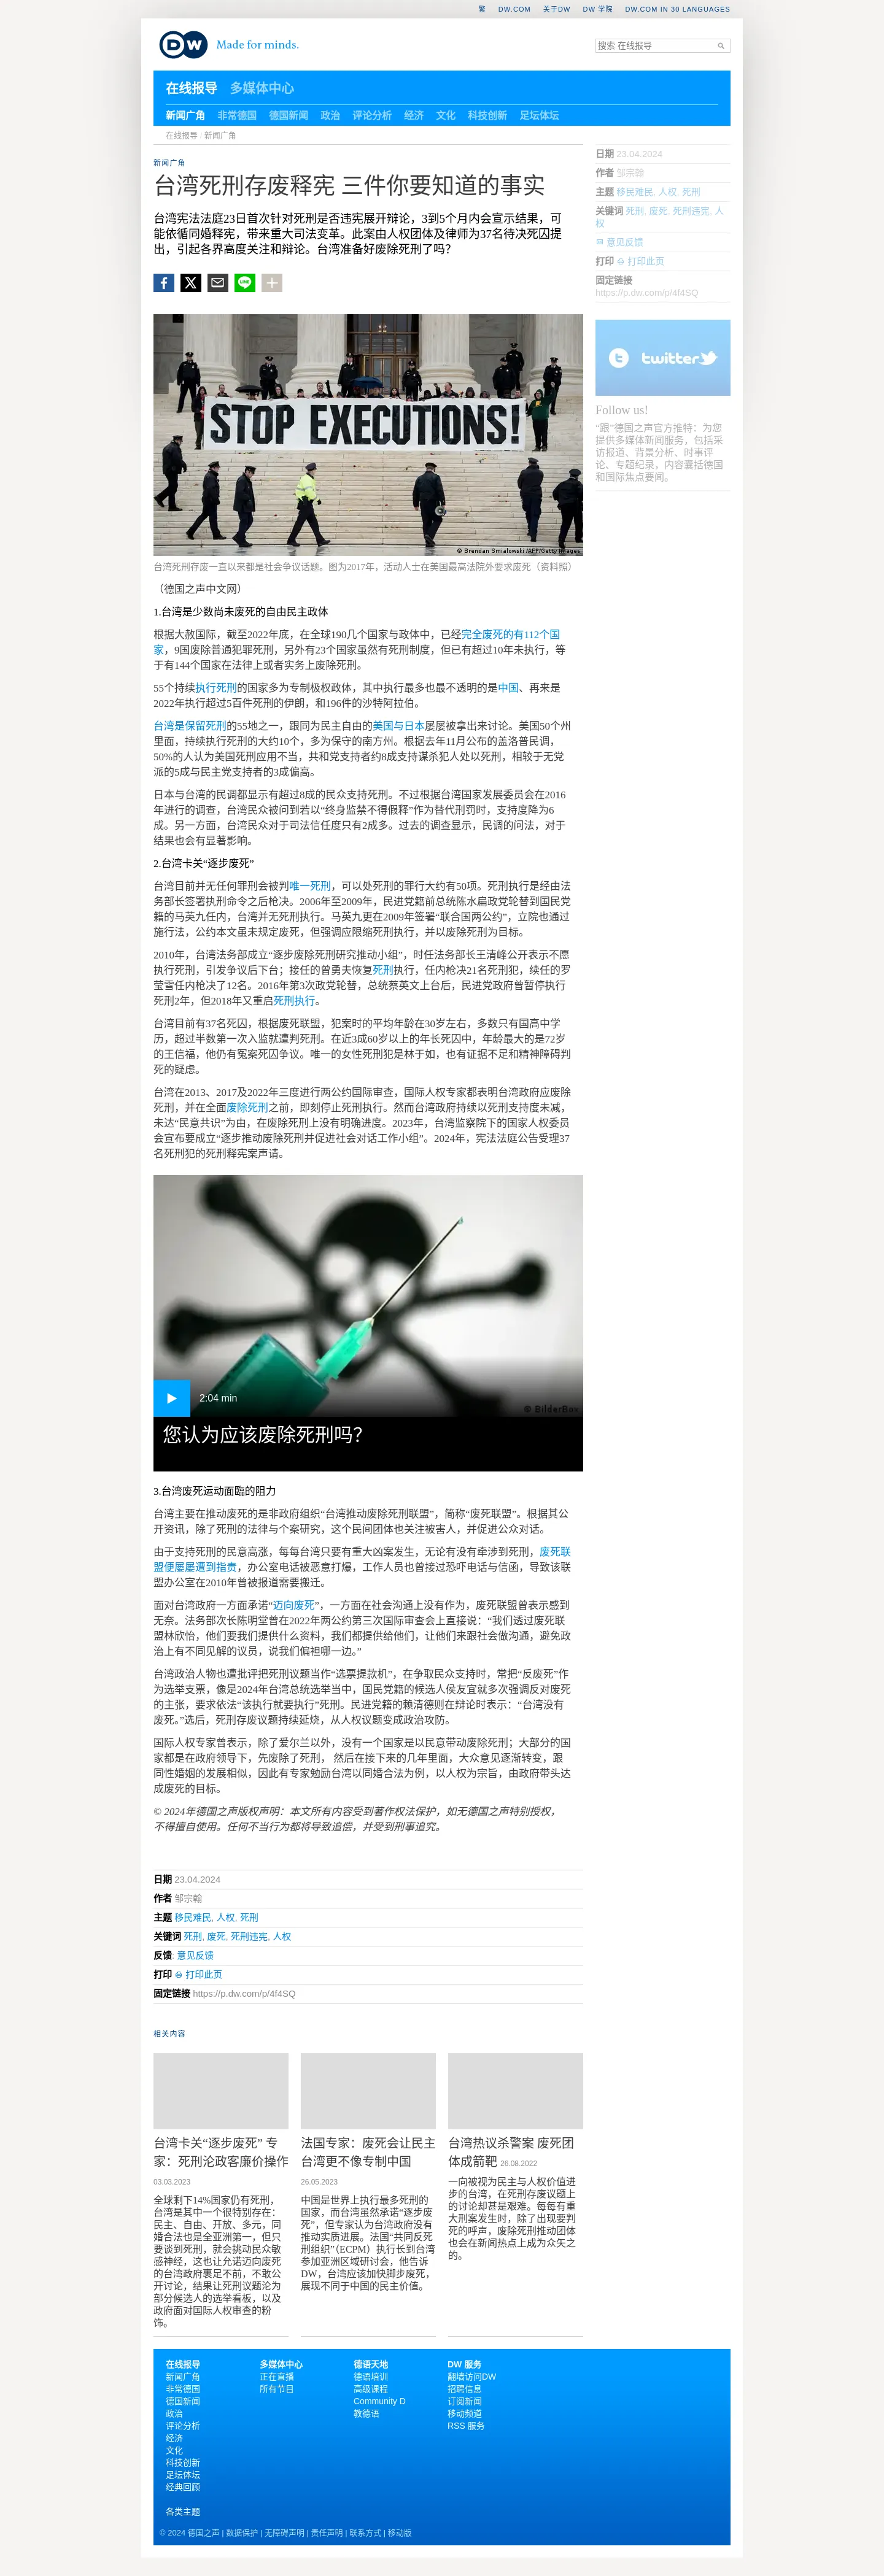 繁 DW.COM 关于DW DW 学院 DW.COM IN 30 LANGUAGES
DW Made for minds.
搜索 在线报导
在线报导 多媒体中心
新闻广角 非常德国 德国新闻 政治 评论分析 经济 文化 科技创新 足坛体坛
在线报导 / 新闻广角
新闻广角
台湾死刑存废释宪 三件你要知道的事实
台湾宪法法庭23日首次针对死刑是否违宪展开辩论，3到5个月内会宣示结果，可
能依循同婚释宪，带来重大司法变革。此案由人权团体及律师为37名待决死囚提
出，引起各界高度关注和辩论。台湾准备好废除死刑了吗？
日期 23.04.2024
作者 邹宗翰
主题 移民难民, 人权, 死刑
关键词 死刑, 废死, 死刑违宪, 人
权
意见反馈
打印 打印此页
固定链接
https://p.dw.com/p/4f4SQ
twitter
Follow us!
“跟”德国之声官方推特：为您
提供多媒体新闻服务，包括采
访报道、背景分析、时事评
论、专题纪录，内容囊括德国
和国际焦点要闻。
LINE
STOP EXECUTIONS!
© Brendan Smialowski/AFP/Getty Images
台湾死刑存废一直以来都是社会争议话题。图为2017年，活动人士在美国最高法院外要求废死（资料照）
（德国之声中文网）
1.台湾是少数尚未废死的自由民主政体
根据大赦国际，截至2022年底，在全球190几个国家与政体中，已经完全废死的有112个国
家，9国废除普通犯罪死刑，另外有23个国家虽然有死刑制度，但已有超过10年未执行，等
于有144个国家在法律上或者实务上废除死刑。
55个持续执行死刑的国家多为专制极权政体，其中执行最多也最不透明的是中国、再来是
2022年执行超过5百件死刑的伊朗，和196件的沙特阿拉伯。
台湾是保留死刑的55地之一，跟同为民主自由的美国与日本屡屡被拿出来讨论。美国50个州
里面，持续执行死刑的大约10个，多为保守的南方州。根据去年11月公布的盖洛普民调，
50%的人认为美国死刑应用不当，共和党支持者约8成支持谋杀犯人处以死刑，相较于无党
派的5成与民主党支持者的3成偏高。
日本与台湾的民调都显示有超过8成的民众支持死刑。不过根据台湾国家发展委员会在2016
年进行的调查，台湾民众被问到若以“终身监禁不得假释”作为替代刑罚时，支持度降为6
成。另一方面，台湾民众对于司法信任度只有2成多。过去的调查显示，民调的问法，对于
结果也会有显著影响。
2.台湾卡关“逐步废死”
台湾目前并无任何罪刑会被判唯一死刑，可以处死刑的罪行大约有50项。死刑执行是经由法
务部长签署执刑命令之后枪决。2006年至2009年，民进党籍前总统陈水扁政党轮替到国民党
籍的马英九任内，台湾并无死刑执行。马英九更在2009年签署“联合国两公约”，立院也通过
施行法，公约本文虽未规定废死，但强调应限缩死刑执行，并以废除死刑为目标。
2010年，台湾法务部成立“逐步废除死刑研究推动小组”，时任法务部长王清峰公开表示不愿
执行死刑，引发争议后下台；接任的曾勇夫恢复死刑执行，任内枪决21名死刑犯，续任的罗
莹雪任内枪决了12名。2016年第3次政党轮替，总统蔡英文上台后，民进党政府曾暂停执行
死刑2年，但2018年又重启死刑执行。
台湾目前有37名死囚，根据废死联盟，犯案时的平均年龄在30岁左右，多数只有国高中学
历，超过半数第一次入监就遭判死刑。在近3成60岁以上的年长死囚中，年龄最大的是72岁
的王信福，他仍有冤案死囚争议。唯一的女性死刑犯是林于如，也有证据不足和精神障碍判
死的疑虑。
台湾在2013、2017及2022年三度进行两公约国际审查，国际人权专家都表明台湾政府应废除
死刑，并在全面废除死刑之前，即刻停止死刑执行。然而台湾政府持续以死刑支持度未减，
未达“民意共识”为由，在废除死刑上没有明确进度。2023年，台湾监察院下的国家人权委员
会宣布要成立“逐步推动废除死刑并促进社会对话工作小组”。2024年，宪法法庭公告受理37
名死刑犯的死刑释宪案声请。
2:04 min
© BilderBox
您认为应该废除死刑吗？
3.台湾废死运动面臨的阻力
台湾主要在推动废死的是非政府组织“台湾推动废除死刑联盟”，简称“废死联盟”。根据其公
开资讯，除了死刑的法律与个案研究，这个民间团体也关注被害人，并促进公众对话。
由于支持死刑的民意高涨，每每台湾只要有重大凶案发生，无论有没有牵涉到死刑，废死联
盟便屡屡遭到指责，办公室电话被恶意打爆，工作人员也曾接过恐吓电话与信函，导致该联
盟办公室在2010年曾被报道需要搬迁。
面对台湾政府一方面承诺“迈向废死”，一方面在社会沟通上没有作为，废死联盟曾表示感到
无奈。法务部次长陈明堂曾在2022年两公约第三次国际审查会上直接说：“我们透过废死联
盟林欣怡，他们要我们提供什么资料，我们都提供给他们，让他们来跟社会做沟通，避免政
治上有不同见解的议员，说我们偏袒哪一边。”
台湾政治人物也遭批评把死刑议题当作“选票提款机”，在争取民众支持时，常把“反废死”作
为选举支票，像是2024年台湾总统选举当中，国民党籍的候选人侯友宜就多次强调反对废死
的主张，要求依法“该执行就要执行”死刑。民进党籍的赖清德则在辩论时表示：“台湾没有
废死。”选后，死刑存废议题持续延烧，从人权议题变成政治攻防。
国际人权专家曾表示，除了爱尔兰以外，没有一个国家是以民意带动废除死刑；大部分的国
家都是在政府领导下，先废除了死刑， 然后在接下来的几年里面，大众意见逐渐转变，跟
同性婚姻的发展相似，因此有专家勉励台湾以同婚合法为例，以人权为宗旨，由政府带头达
成废死的目标。
© 2024年德国之声版权声明：本文所有内容受到著作权法保护，如无德国之声特别授权，
不得擅自使用。任何不当行为都将导致追偿，并受到刑事追究。
日期 23.04.2024
作者 邹宗翰
主题 移民难民, 人权, 死刑
关键词 死刑, 废死, 死刑违宪, 人权
反馈: 意见反馈
打印 打印此页
固定链接 https://p.dw.com/p/4f4SQ
相关内容
台湾卡关“逐步废死” 专
家：死刑沦政客廉价操作
03.03.2023
全球剩下14%国家仍有死刑，
台湾是其中一个很特别存在：
民主、自由、开放、多元，同
婚合法也是全亚洲第一，但只
要谈到死刑，就会挑动民众敏
感神经，这也让允诺迈向废死
的台湾政府裹足不前，不敢公
开讨论，结果让死刑议题沦为
部分候选人的选举看板，以及
政府面对国际人权审查的粉
饰。
法国专家：废死会让民主
台湾更不像专制中国
26.05.2023
中国是世界上执行最多死刑的
国家，而台湾虽然承诺“逐步废
死”，但专家认为台湾政府没有
推动实质进展。法国“共同反死
刑组织”（ECPM）执行长到台湾
参加亚洲区域研讨会，他告诉
DW，台湾应该加快脚步废死，
展现不同于中国的民主价值。
台湾热议杀警案 废死团
体成箭靶 26.08.2022
一向被视为民主与人权价值进
步的台湾，在死刑存废议题上
的讨论却甚是艰难。每每有重
大刑案发生时，除了出现要判
死的呼声，废除死刑推动团体
也会在新闻热点上成为众矢之
的。
在线报导
新闻广角
非常德国
德国新闻
政治
评论分析
经济
文化
科技创新
足坛体坛
经典回顾
各类主题
多媒体中心
正在直播
所有节目
德语天地
德语培训
高级课程
Community D
教德语
DW 服务
翻墙访问DW
招聘信息
订阅新闻
移动频道
RSS 服务
© 2024 德国之声 | 数据保护 | 无障碍声明 | 责任声明 | 联系方式 | 移动版